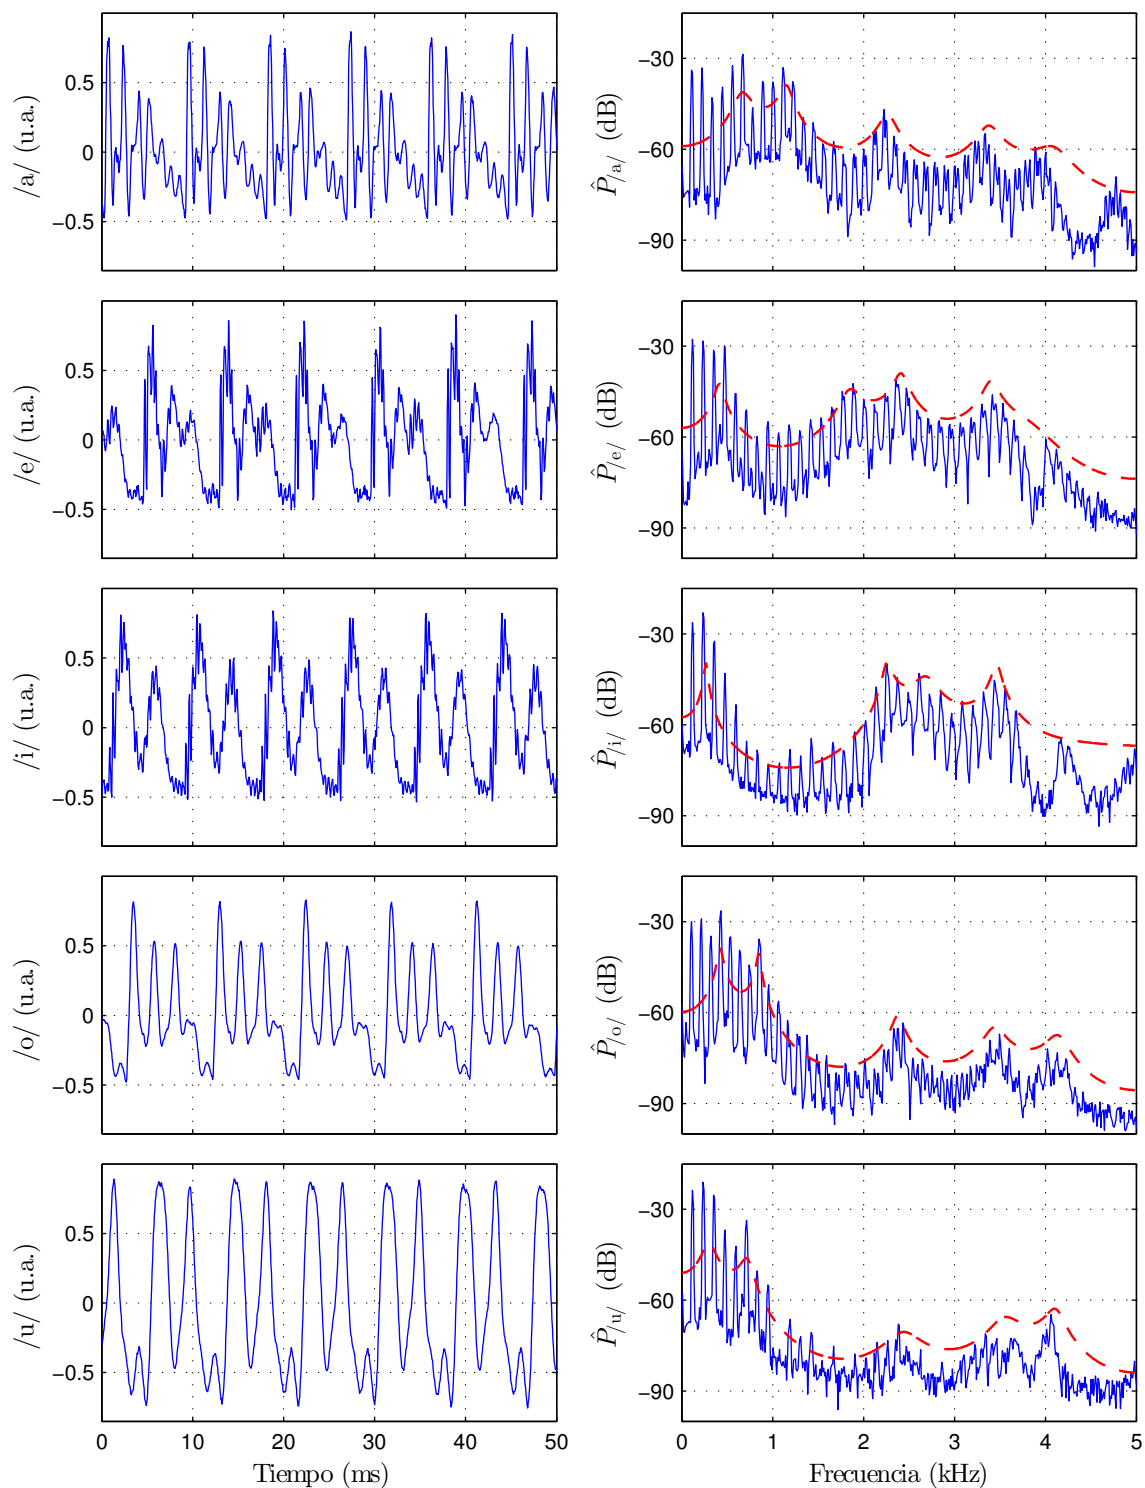 /a/ (u.a.)
0.5
0
−0.5
P̂/a/ (dB)
−30
−60
−90
/e/ (u.a.)
0.5
0
−0.5
P̂/e/ (dB)
−30
−60
−90
/i/ (u.a.)
0.5
0
−0.5
P̂/i/ (dB)
−30
−60
−90
/o/ (u.a.)
0.5
0
−0.5
P̂/o/ (dB)
−30
−60
−90
/u/ (u.a.)
0.5
0
−0.5
0 10 20 30 40 50
Tiempo (ms)
P̂/u/ (dB)
−30
−60
−90
0 1 2 3 4 5
Frecuencia (kHz)